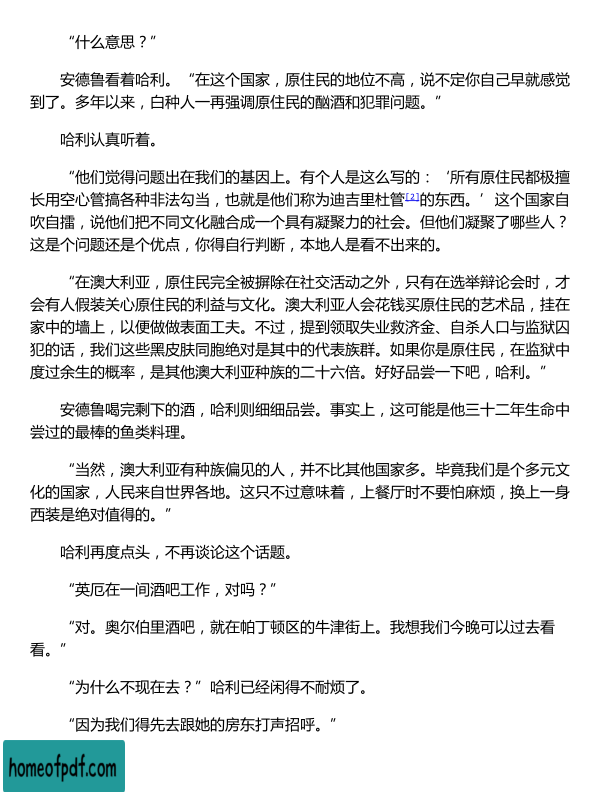 “什么意思？”
安德鲁看着哈利。“在这个国家，原住民的地位不高，说不定你自己早就感觉
到了。多年以来，白种人一再强调原住民的酗酒和犯罪问题。“
哈利认真听着。
“他们觉得问题出在我们的基因上。有个人是这么写的：‘所有原住民都极擅
长用空心管搞各种非法勾当，也就是他们称为迪吉里杜管[2]的东西。’这个国家自
吹自擂，说他们把不同文化融合成一个具有凝聚力的社会。但他们凝聚了哪些人？
这是个问题还是个优点，你得自行判断，本地人是看不出来的。
“在澳大利亚，原住民完全被摒除在社交活动之外，只有在选举辩论会时，才
会有人假装关心原住民的利益与文化。澳大利亚人会花钱买原住民的艺术品，挂在
家中的墙上，以便做做表面工夫。不过，提到领取失业救济金、自杀人口与监狱囚
犯的话，我们这些黑皮肤同胞绝对是其中的代表族群。如果你是原住民，在监狱中
度过余生的概率，是其他澳大利亚种族的二十六倍。好好品尝一下吧，哈利。”
安德鲁喝完剩下的酒，哈利则细细品尝。事实上，这可能是他三十二年生命中
尝过的最棒的鱼类料理。
“当然，澳大利亚有种族偏见的人，并不比其他国家多。毕竟我们是个多元文
化的国家，人民来自世界各地。这只不过意味着，上餐厅时不要怕麻烦，换上一身
西装是绝对值得的。”
哈利再度点头，不再谈论这个话题。
“英厄在一间酒吧工作，对吗？”
“对。奥尔伯里酒吧，就在帕丁顿区的牛津街上。我想我们今晚可以过去看
看。”
“为什么不现在去？”哈利已经闲得不耐烦了。
“因为我们得先去跟她的房东打声招呼。”
homeofpdf.com